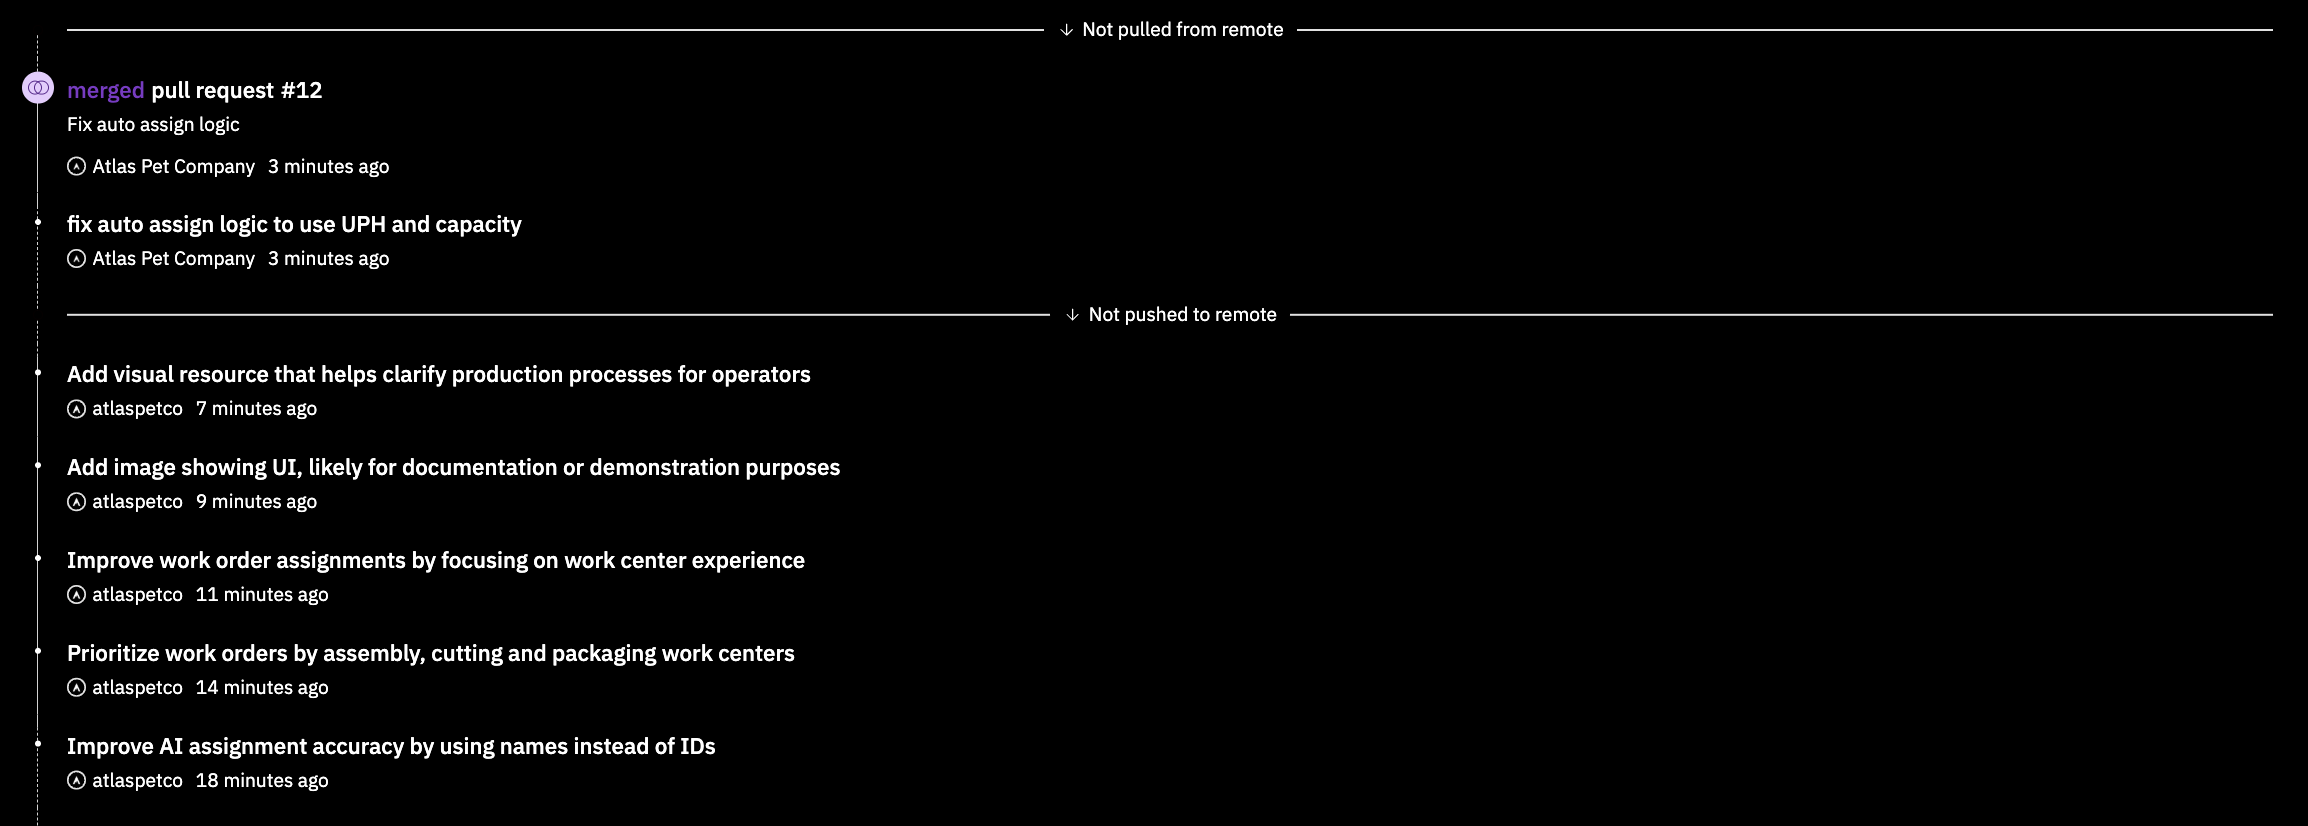 ↓ Not pulled from remote
merged pull request #12
Fix auto assign logic
Atlas Pet Company 3 minutes ago
fix auto assign logic to use UPH and capacity
Atlas Pet Company 3 minutes ago
↓ Not pushed to remote
Add visual resource that helps clarify production processes for operators
atlaspetco 7 minutes ago
Add image showing UI, likely for documentation or demonstration purposes
atlaspetco 9 minutes ago
Improve work order assignments by focusing on work center experience
atlaspetco 11 minutes ago
Prioritize work orders by assembly, cutting and packaging work centers
atlaspetco 14 minutes ago
Improve AI assignment accuracy by using names instead of IDs
atlaspetco 18 minutes ago